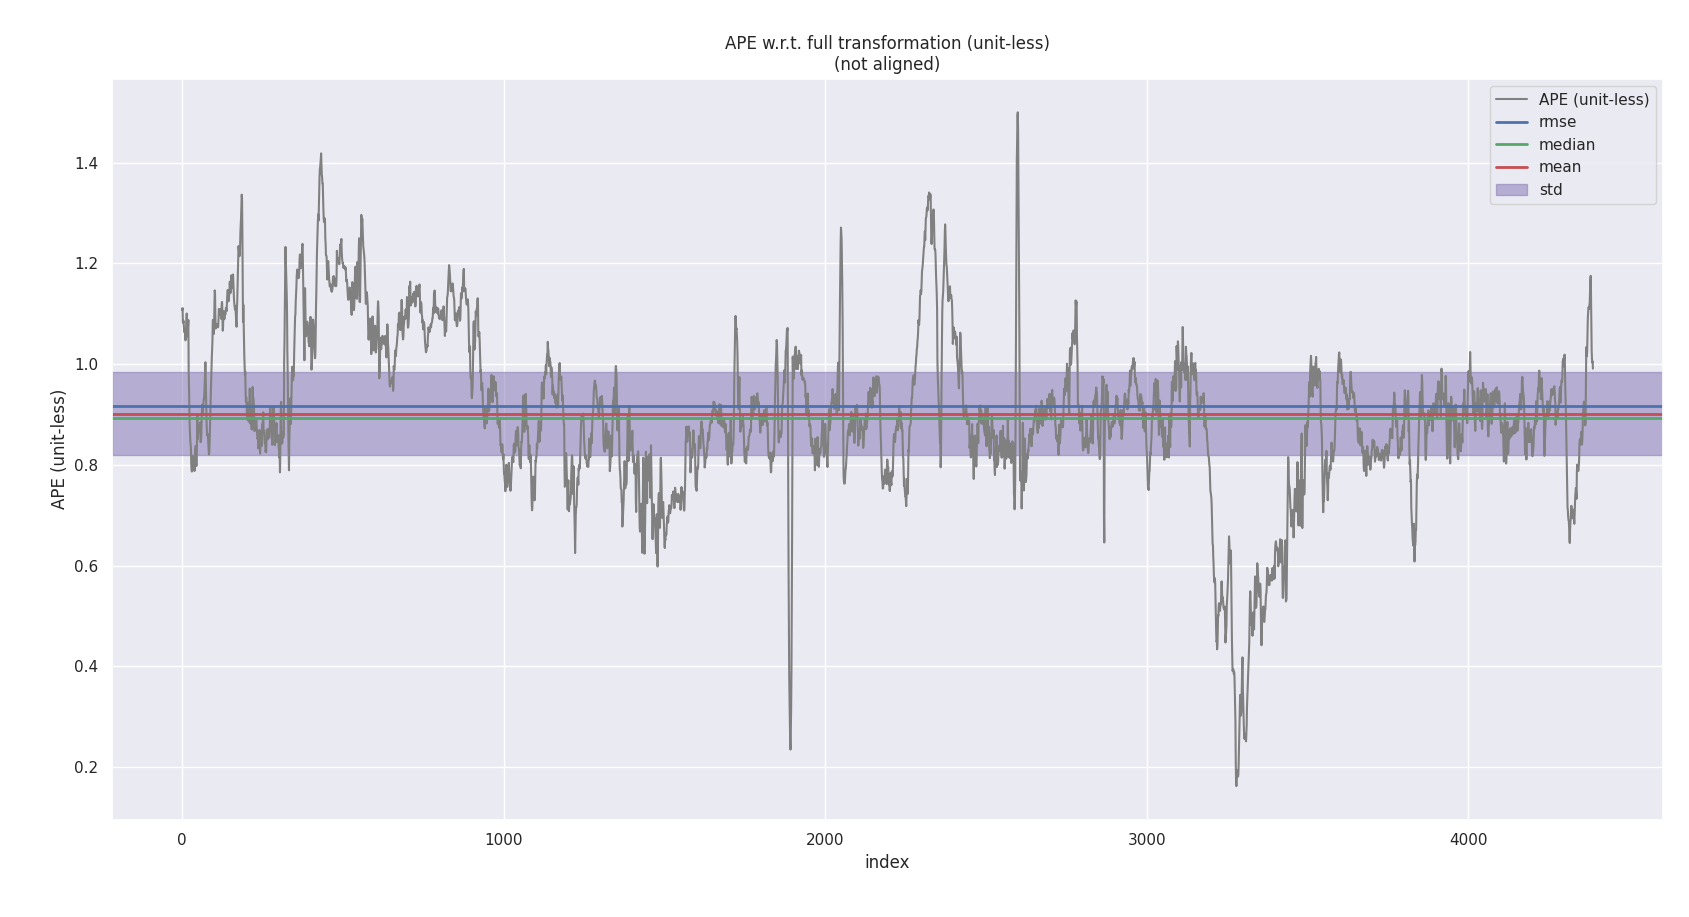 APE w.r.t. full transformation (unit-less)
(not aligned)
APE (unit-less)
rmse
median
mean
std
1.4
1.2
1.0
0.8
0.6
0.4
0.2
APE (unit-less)
0 1000 2000 3000 4000
index